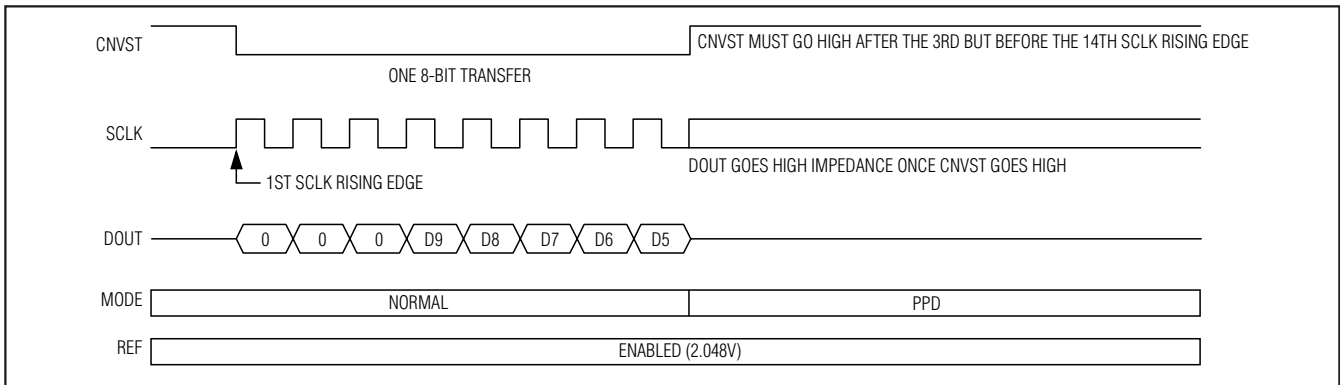 CNVST
CNVST MUST GO HIGH AFTER THE 3RD BUT BEFORE THE 14TH SCLK RISING EDGE
ONE 8-BIT TRANSFER
SCLK
DOUT GOES HIGH IMPEDANCE ONCE CNVST GOES HIGH
1ST SCLK RISING EDGE
DOUT 0 0 0 D9 D8 D7 D6 D5
MODE NORMAL PPD
REF ENABLED (2.048V)